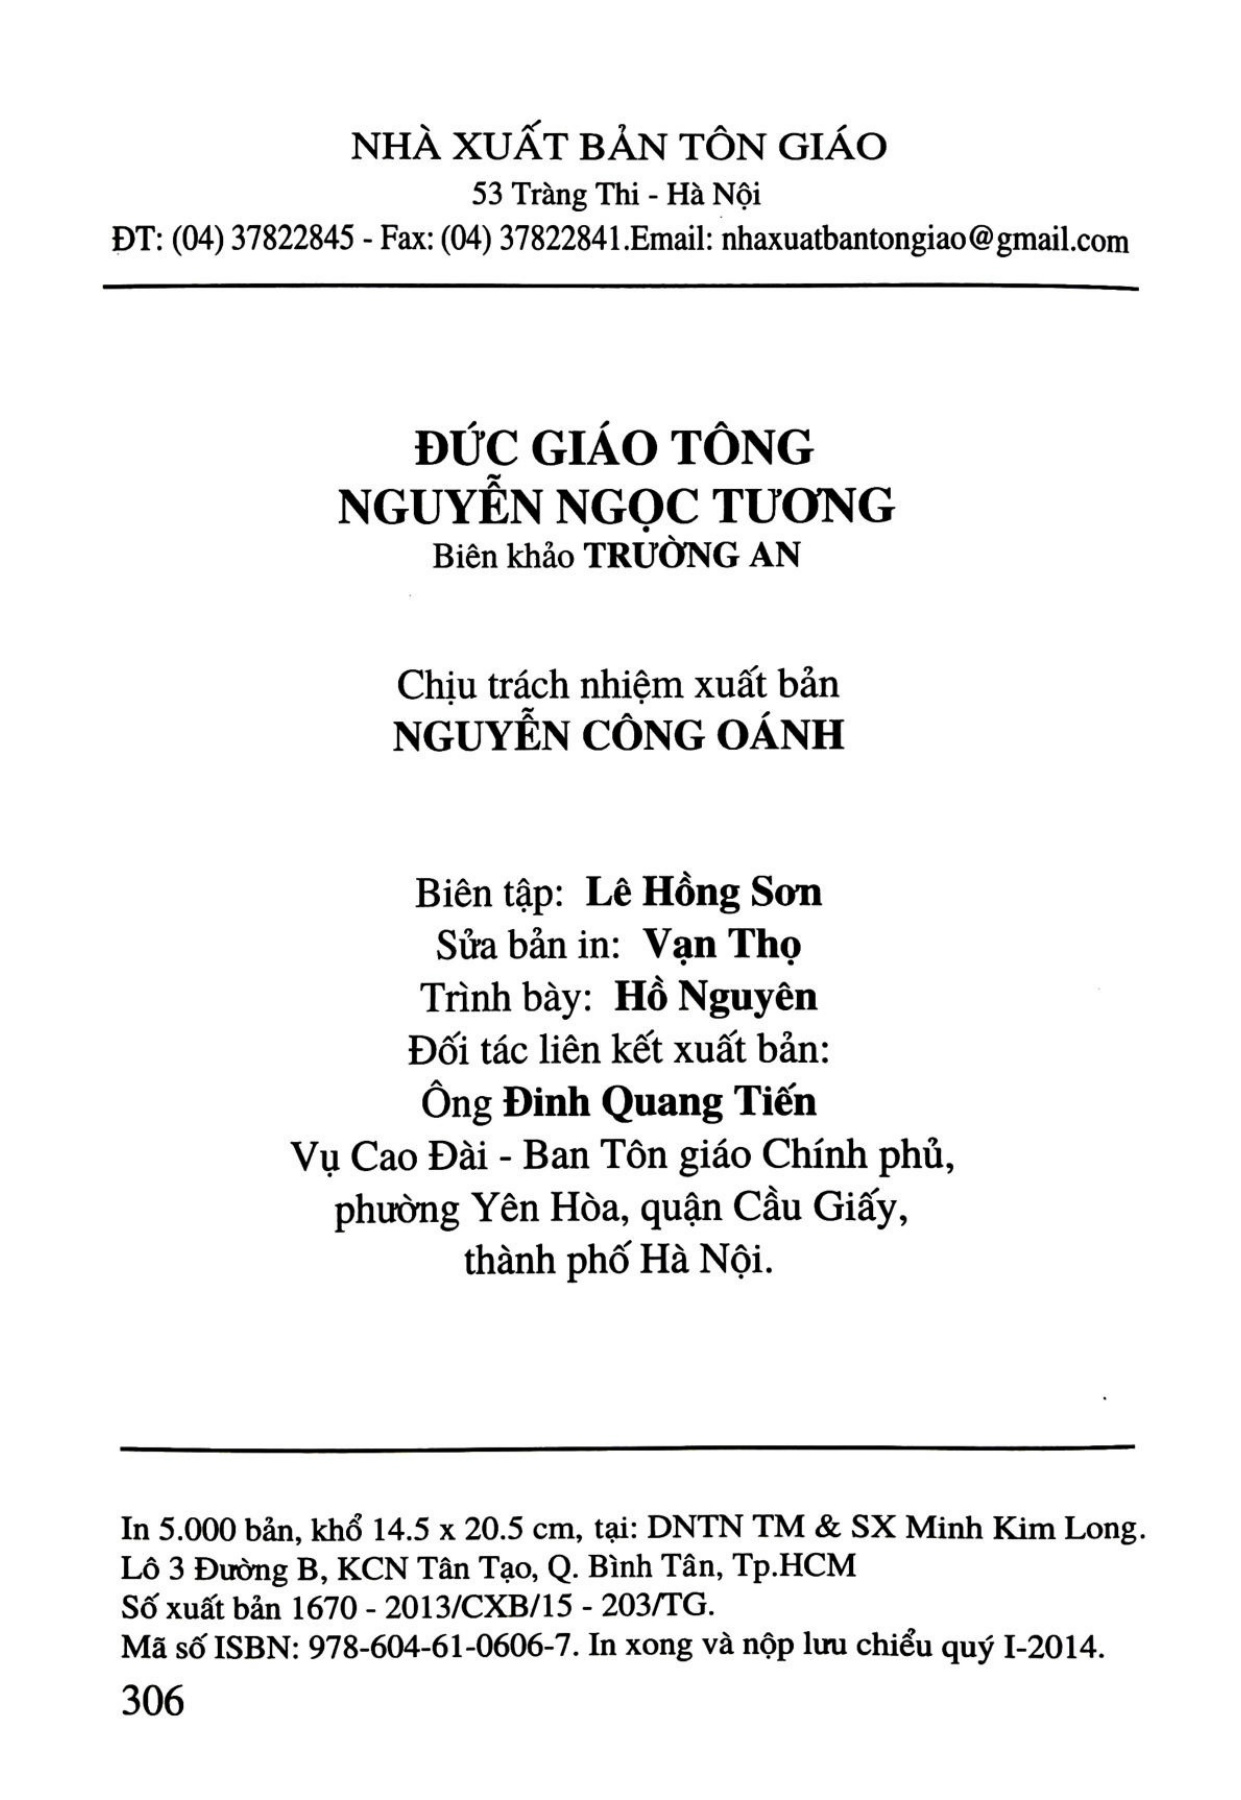 NHÀ XUẤT BẢN TÔN GIÁO
53 Tràng Thi - Hà Nội
ĐT: (04) 37822845 - Fax: (04) 37822841.Email: nhaxuatbantongiao@gmail.com
ĐỨC GIÁO TÔNG
NGUYỄN NGỌC TƯƠNG
Biên khảo TRƯỜNG AN
Chịu trách nhiệm xuất bản
NGUYỄN CÔNG OÁNH
Biên tập: Lê Hồng Sơn
Sửa bản in: Vạn Thọ
Trình bày: Hồ Nguyên
Đối tác liên kết xuất bản:
Ông Đinh Quang Tiến
Vụ Cao Đài - Ban Tôn giáo Chính phủ,
phường Yên Hòa, quận Cầu Giấy,
thành phố Hà Nội.
In 5.000 bản, khổ 14.5 x 20.5 cm, tại: DNTN TM & SX Minh Kim Long.
Lô 3 Đường B, KCN Tân Tạo, Q. Bình Tân, Tp.HCM
Số xuất bản 1670 - 2013/CXB/15 - 203/TG.
Mã số ISBN: 978-604-61-0606-7. In xong và nộp lưu chiểu quý I-2014.
306